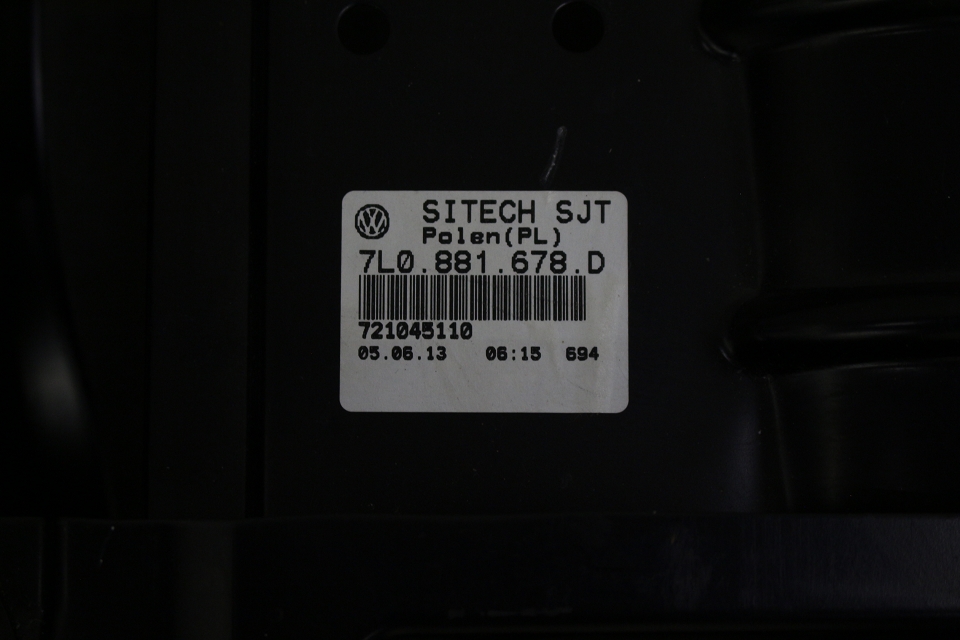 SITECH SJT
Polen(PL)
7L0.881.678.D
721045110
05.06.13 06:15 694